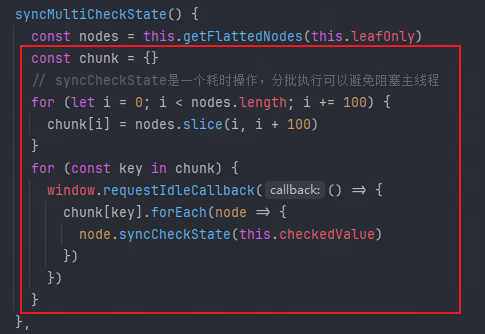 syncMultiCheckState() {
const nodes = this.getFlattedNodes(this.leafOnly)
const chunk = {}
// syncCheckState是一个耗时操作，分批执行可以避免阻塞主线程
for (let i = 0; i < nodes.length; i += 100) {
chunk[i] = nodes.slice(i, i + 100)
}
for (const key in chunk) {
window.requestIdleCallback( callback: () => {
chunk[key].forEach(node => {
node.syncCheckState(this.checkedValue)
})
})
}
},